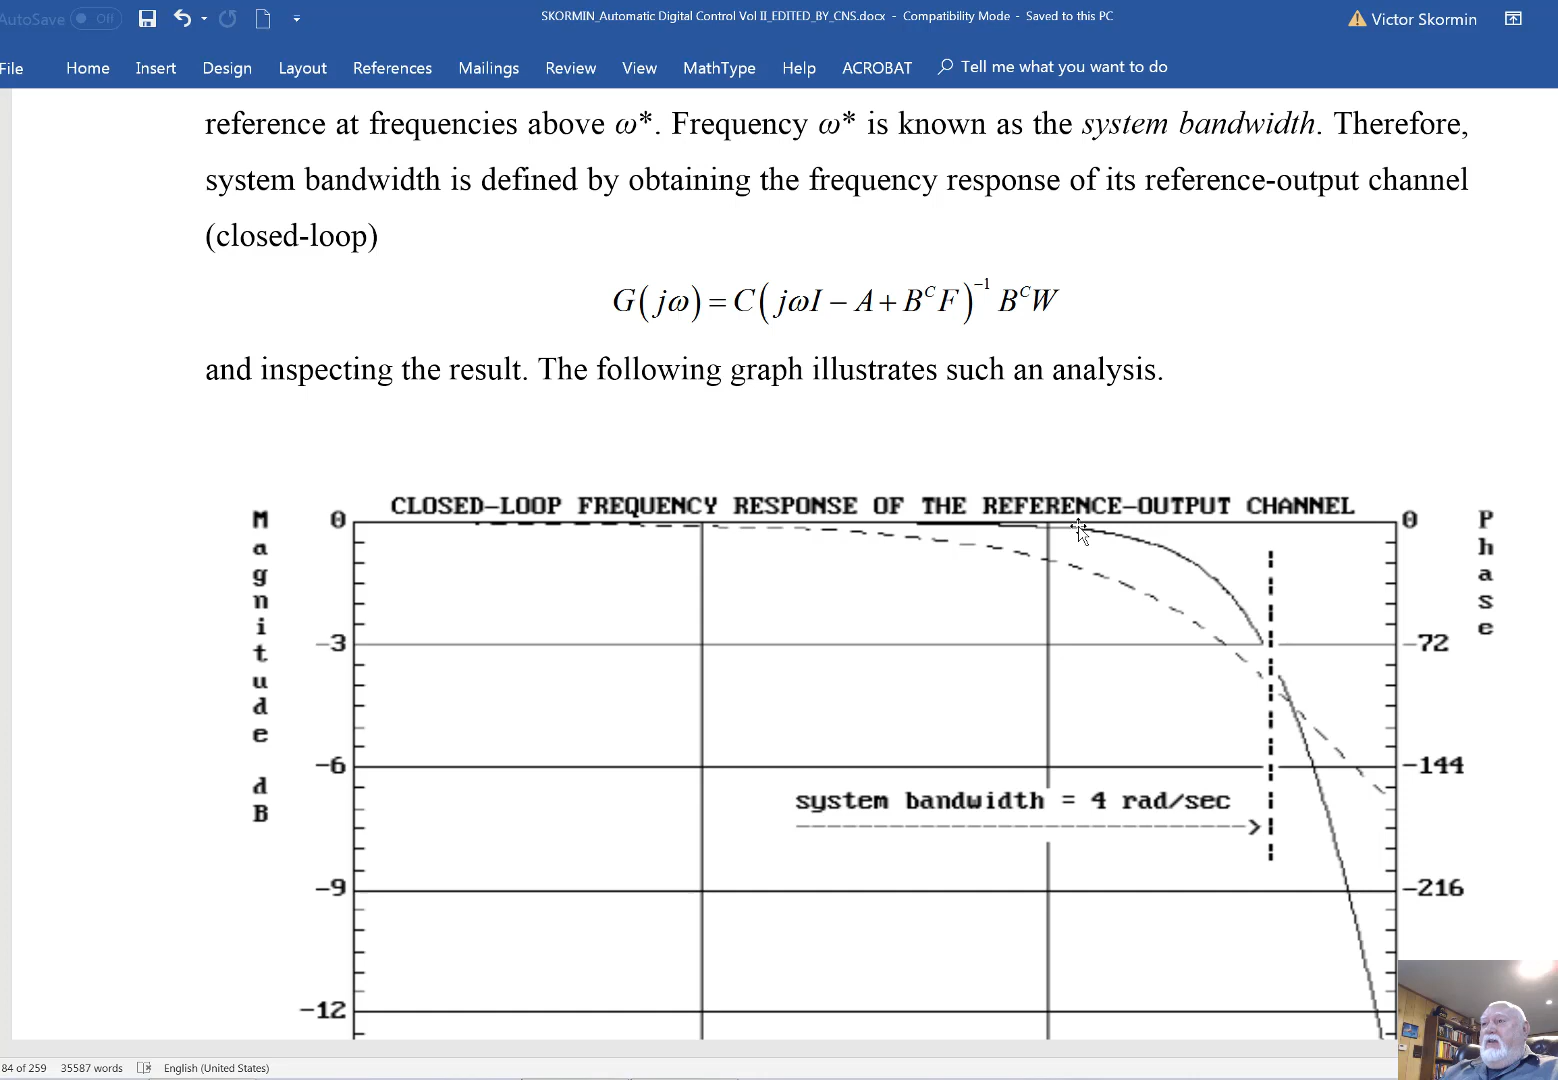 AutoSave Off
SKORMIN_Automatic Digital Control Vol II_EDITED_BY_CNS.docx - Compatibility Mode - Saved to this PC
Victor Skormin
File Home Insert Design Layout References Mailings Review View MathType Help ACROBAT Tell me what you want to do
reference at frequencies above ω*. Frequency ω* is known as the system bandwidth. Therefore,
system bandwidth is defined by obtaining the frequency response of its reference-output channel
(closed-loop)
G(jω) = C(jωI − A + B^C F)^−1 B^C W
and inspecting the result. The following graph illustrates such an analysis.
CLOSED-LOOP FREQUENCY RESPONSE OF THE REFERENCE-OUTPUT CHANNEL
Magnitude dB
0
-3
-6
-9
-12
system bandwidth = 4 rad/sec
0
-72
-144
-216
Phase
84 of 259 35587 words English (United States)